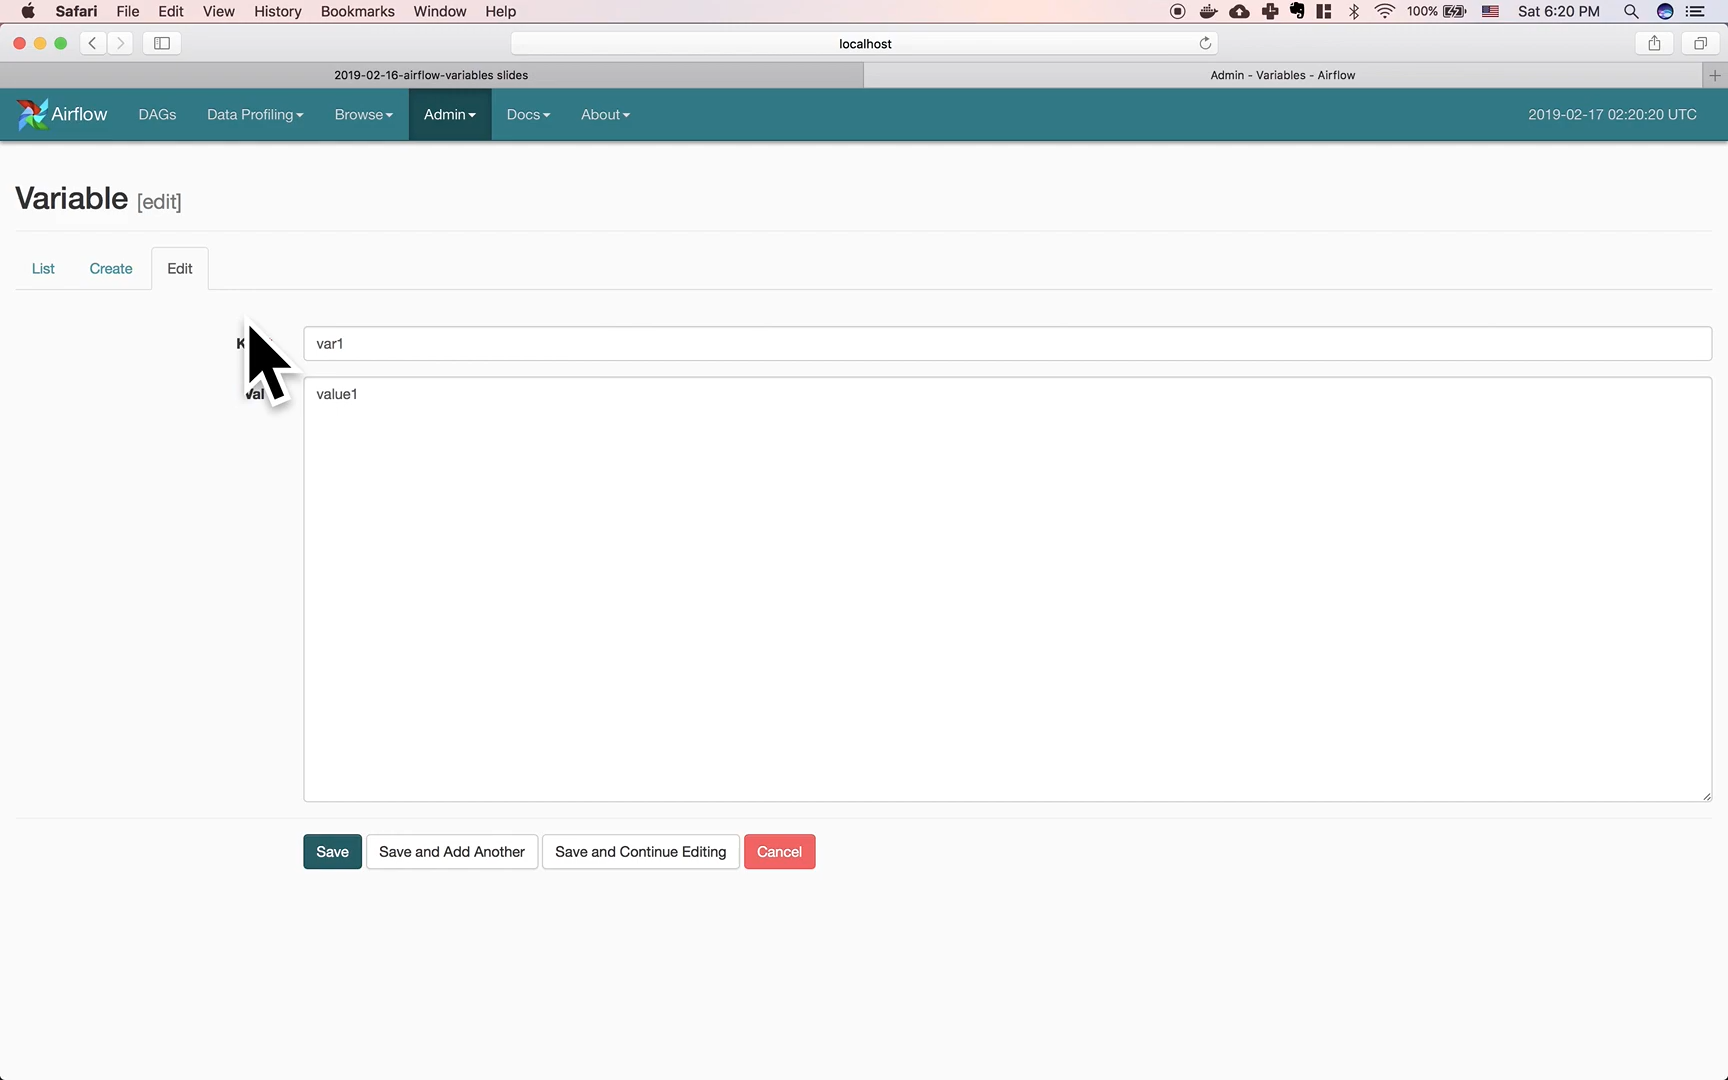 Safari File Edit View History Bookmarks Window Help 100% Sat 6:20 PM
localhost
2019-02-16-airflow-variables slides Admin - Variables - Airflow
Airflow DAGs Data Profiling Browse Admin Docs About 2019-02-17 02:20:20 UTC
Variable [edit]
List Create Edit
var1
value1
Save Save and Add Another Save and Continue Editing Cancel